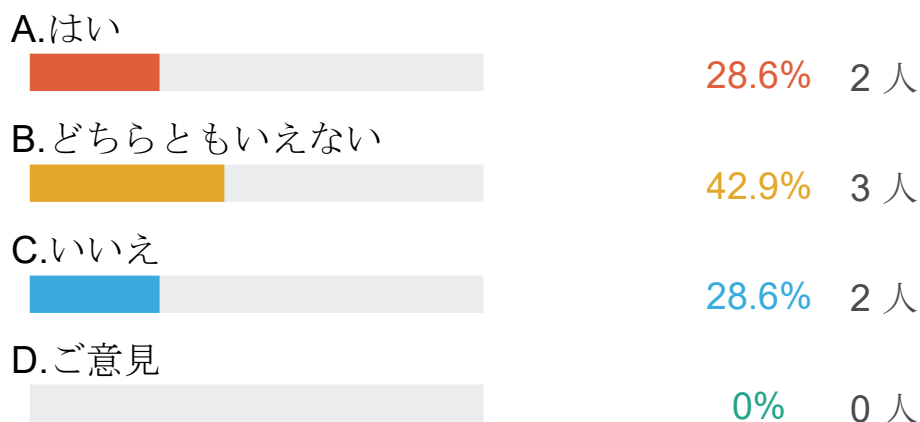 A.はい
28.6% 2 人
B.どちらともいえない
42.9% 3 人
C.いいえ
28.6% 2 人
D.ご意見
0% 0 人